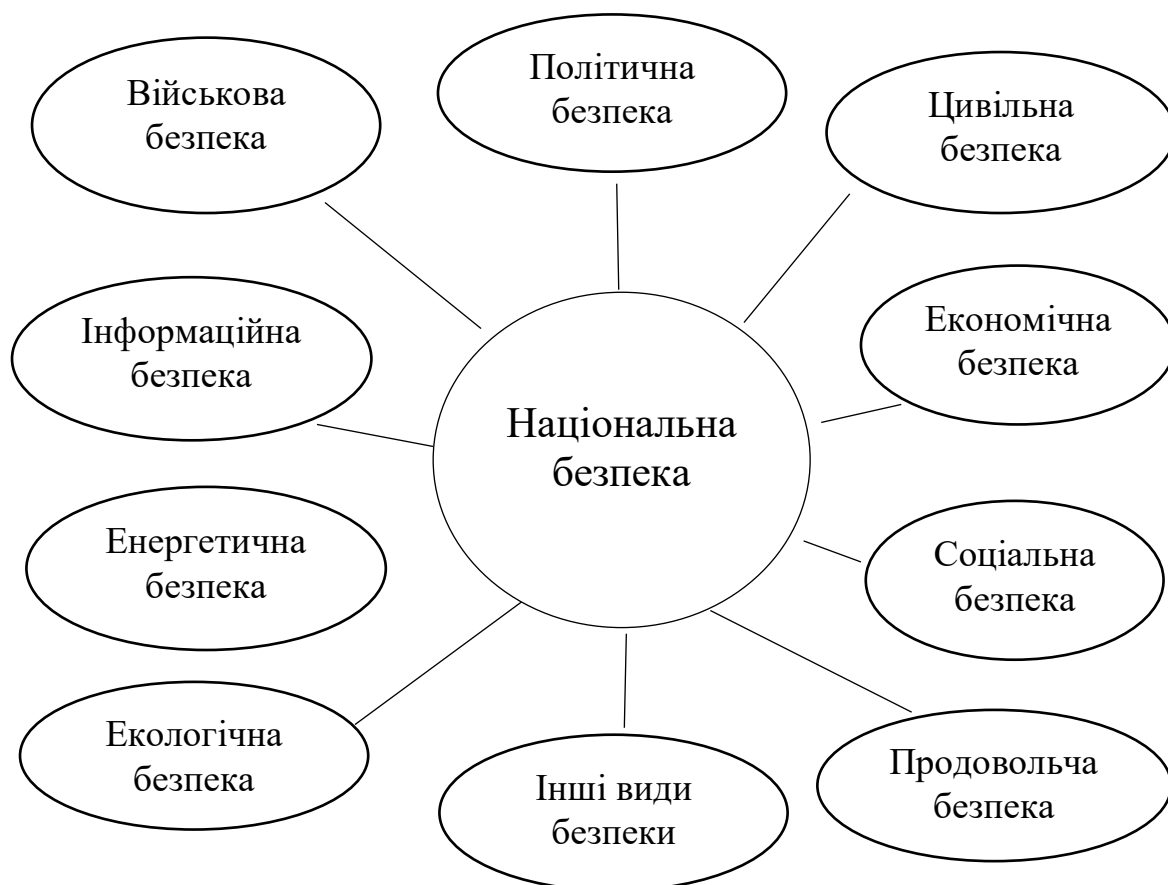 Військова
безпека
Політична
безпека
Цивільна
безпека
Інформаційна
безпека
Економічна
безпека
Національна
безпека
Енергетична
безпека
Соціальна
безпека
Екологічна
безпека
Інші види
безпеки
Продовольча
безпека